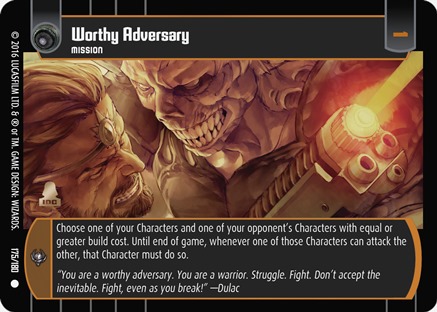 Worthy Adversary
MISSION
1
© 2016 LUCASFILM LTD. & ® or TM. GAME DESIGN: WIZARDS.
IDC
Choose one of your Characters and one of your opponent's Characters with equal or
greater build cost. Until end of game, whenever one of those Characters can attack the
other, that Character must do so.
"You are a worthy adversary. You are a warrior. Struggle. Fight. Don't accept the
inevitable. Fight, even as you break!" —Dulac
175/180